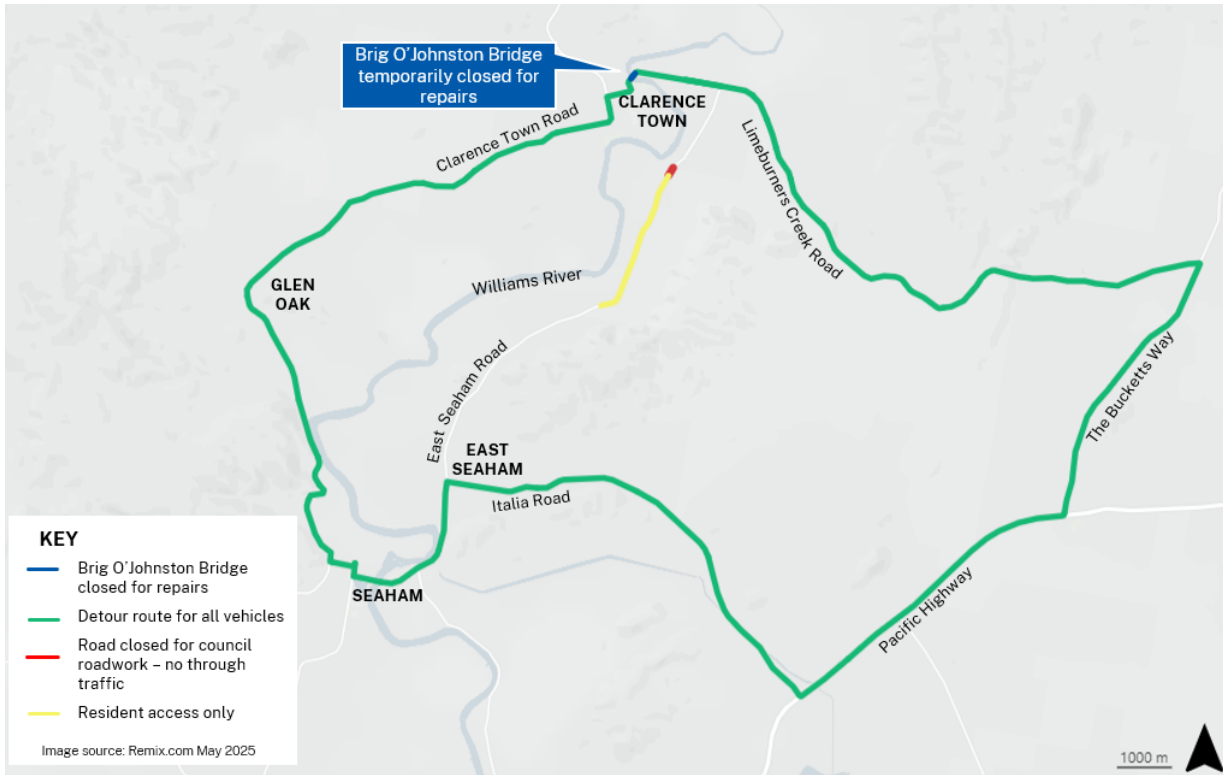 Brig O'Johnston Bridge
temporarily closed for
repairs
CLARENCE
TOWN
Clarence Town Road
Limeburners Creek Road
GLEN
OAK
Williams River
East Seaham Road
The Bucketts Way
EAST
SEAHAM
Italia Road
Pacific Highway
SEAHAM
KEY
Brig O'Johnston Bridge
closed for repairs
Detour route for all vehicles
Road closed for council
roadwork – no through
traffic
Resident access only
Image source: Remix.com May 2025
1000 m